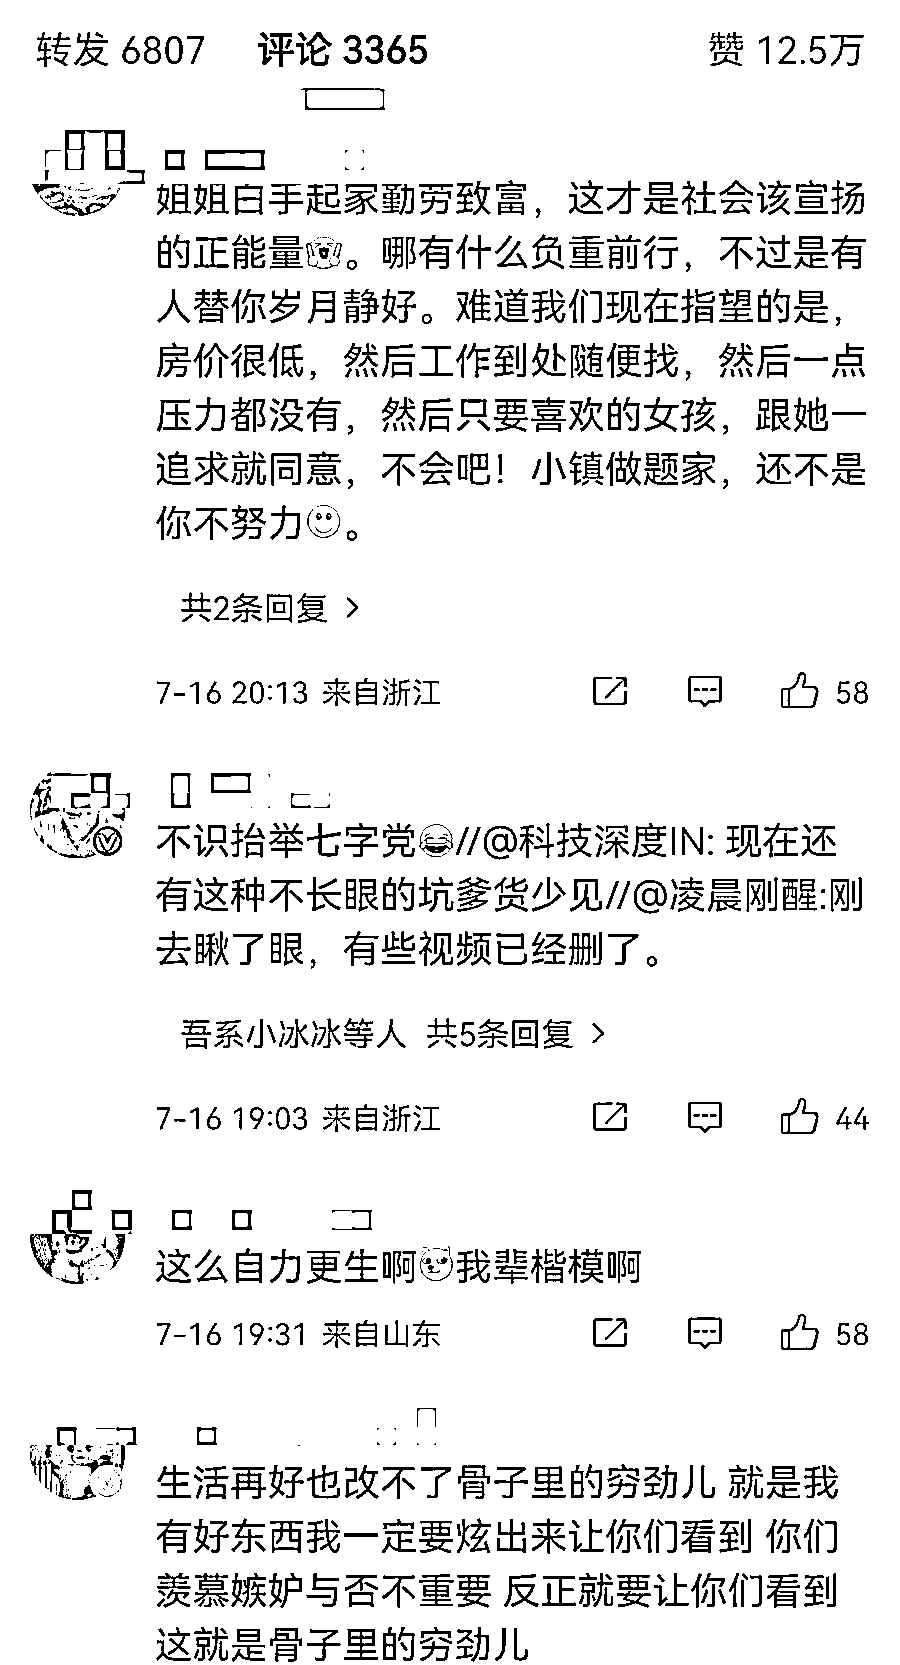 转发 6807 评论 3365 赞 12.5万
姐姐白手起家勤劳致富，这才是社会该宣扬
的正能量。哪有什么负重前行，不过是有
人替你岁月静好。难道我们现在指望的是，
房价很低，然后工作到处随便找，然后一点
压力都没有，然后只要喜欢的女孩，跟她一
追求就同意，不会吧！小镇做题家，还不是
你不努力。
共2条回复 >
7-16 20:13 来自浙江 58
不识抬举七字党//@科技深度IN: 现在还
有这种不长眼的坑爹货少见//@凌晨刚醒:刚
去瞅了眼，有些视频已经删了。
吾系小冰冰等人 共5条回复 >
7-16 19:03 来自浙江 44
这么自力更生啊我辈楷模啊
7-16 19:31 来自山东 58
生活再好也改不了骨子里的穷劲儿 就是我
有好东西我一定要炫出来让你们看到 你们
羡慕嫉妒与否不重要 反正就要让你们看到
这就是骨子里的穷劲儿